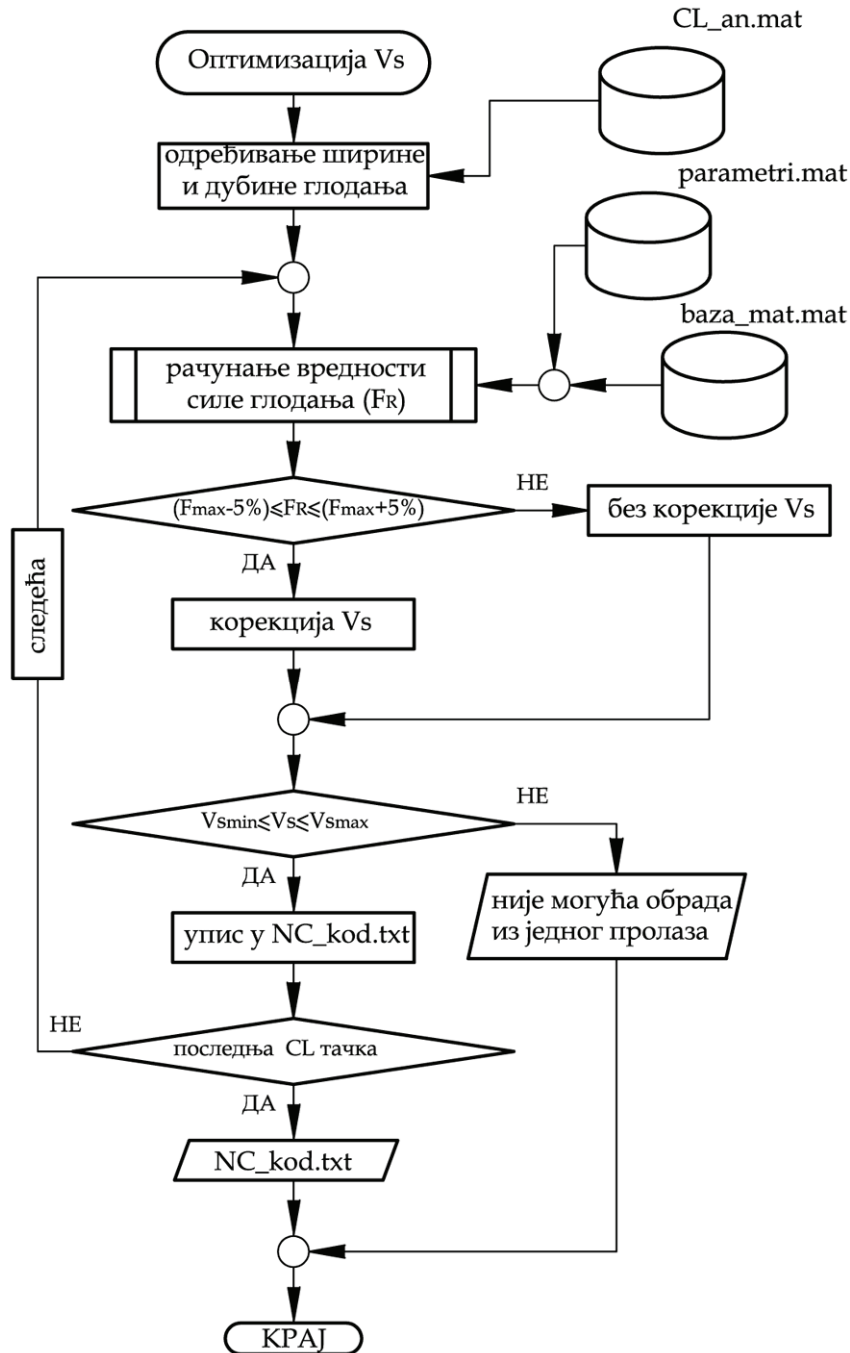 CL_an.mat
Оптимизација Vs
одређивање ширине
и дубине глодања
parametri.mat
baza_mat.mat
рачунање вредности
силе глодања (FR)
(Fmax-5%)≤FR≤(Fmax+5%)
НЕ
без корекције Vs
ДА
корекција Vs
следећа
Vsmin≤Vs≤Vsmax
НЕ
ДА
није могућа обрада
из једног пролаза
упис у NC_kod.txt
НЕ
последња CL тачка
ДА
NC_kod.txt
КРАЈ